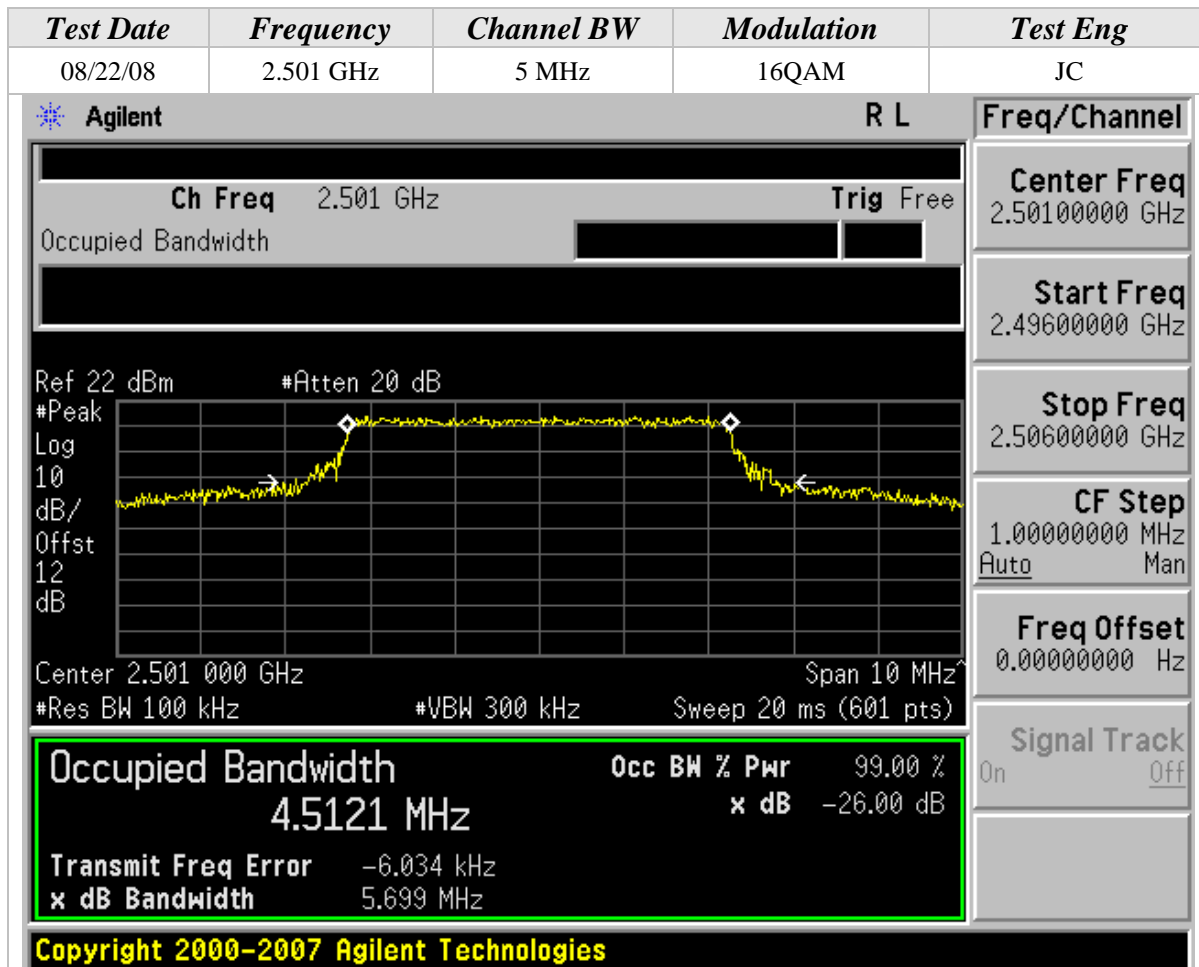 Test Date Frequency Channel BW Modulation Test Eng
08/22/08 2.501 GHz 5 MHz 16QAM JC
Agilent R L Freq/Channel
Ch Freq 2.501 GHz Trig Free
Occupied Bandwidth
Center Freq
2.50100000 GHz
Start Freq
2.49600000 GHz
Stop Freq
2.50600000 GHz
CF Step
1.00000000 MHz
Auto Man
Freq Offset
0.00000000 Hz
Signal Track
On Off
Ref 22 dBm #Atten 20 dB
#Peak
Log
10
dB/
Offst
12
dB
Center 2.501 000 GHz Span 10 MHz^
#Res BW 100 kHz #VBW 300 kHz Sweep 20 ms (601 pts)
Occupied Bandwidth Occ BW % Pwr 99.00 %
4.5121 MHz x dB -26.00 dB
Transmit Freq Error -6.034 kHz
x dB Bandwidth 5.699 MHz
Copyright 2000-2007 Agilent Technologies